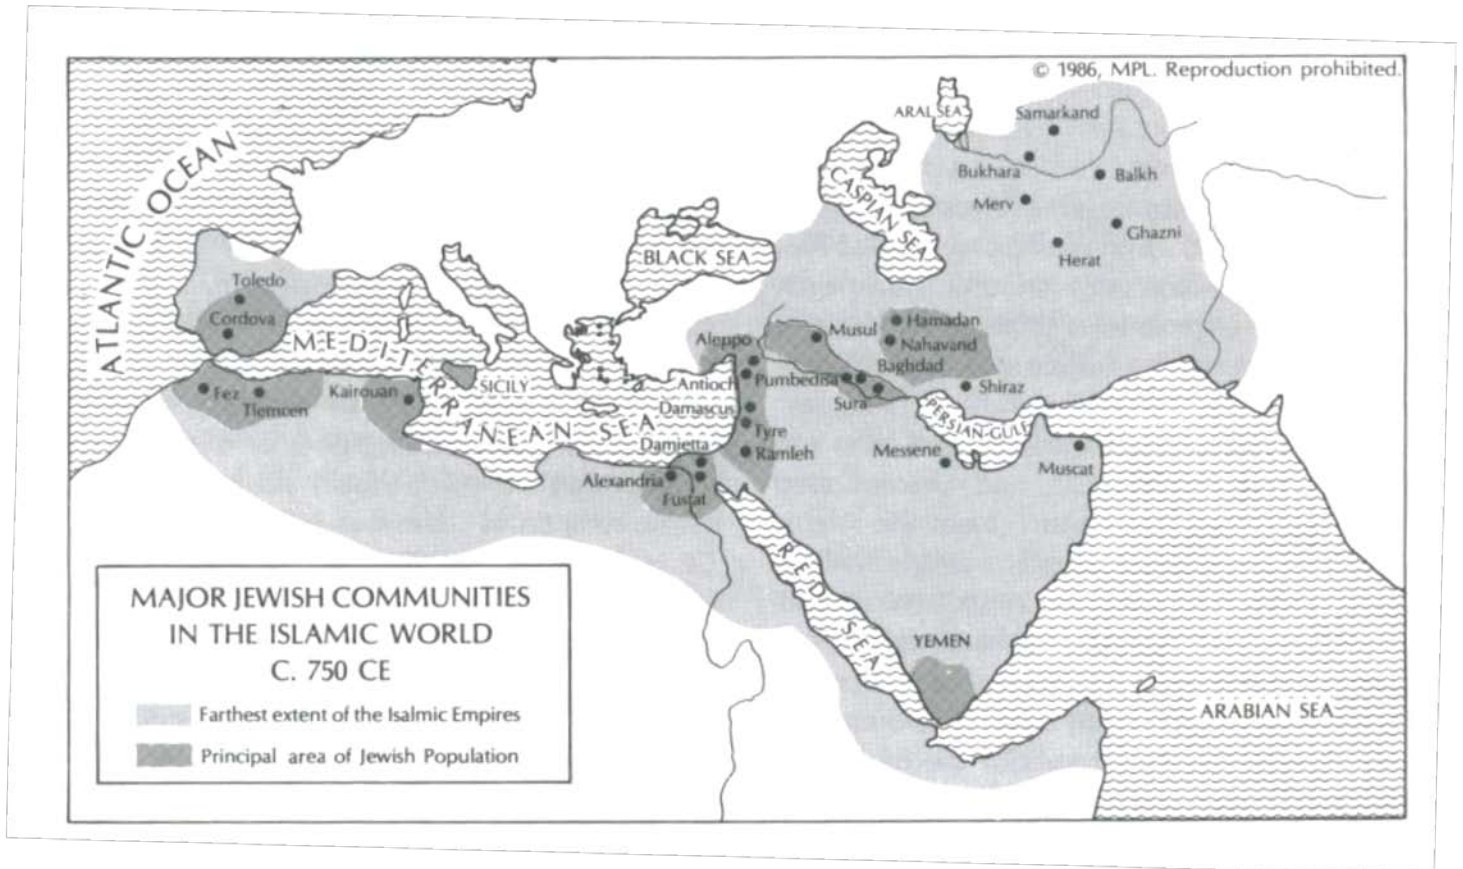 © 1986, MPL. Reproduction prohibited.
ARAL SEA
Samarkand
Bukhara
Balkh
Merv
Ghazni
Herat
CASPIAN SEA
BLACK SEA
ATLANTIC OCEAN
Toledo
Cordova
MEDITERRANEAN SEA
SICILY
Fez
Tlemcen
Kairouan
Aleppo
Musul
Hamadan
Nahavand
Baghdad
Antioch
Pumbedisa
Sura
Shiraz
Damascus
Tyre
Ramleh
Damietta
Alexandria
Fustat
PERSIAN GULF
Messene
Muscat
RED SEA
YEMEN
ARABIAN SEA
MAJOR JEWISH COMMUNITIES
IN THE ISLAMIC WORLD
C. 750 CE
Farthest extent of the Isalmic Empires
Principal area of Jewish Population